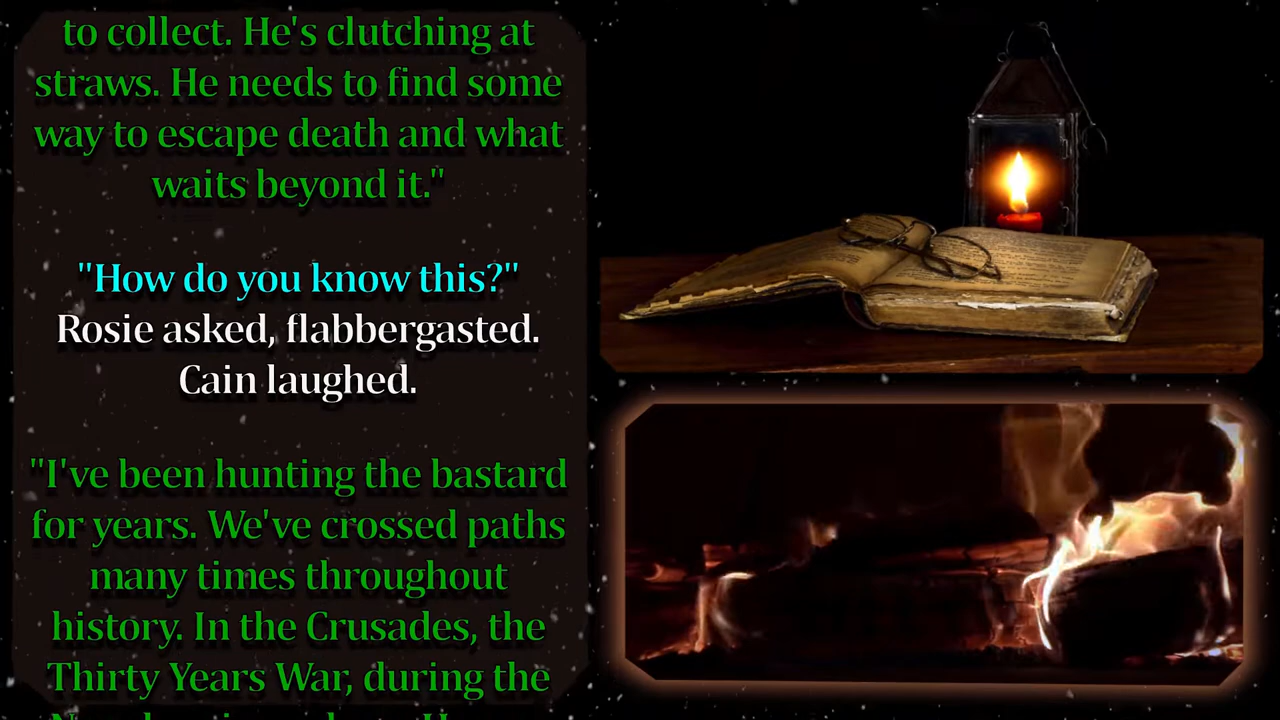 to collect. He's clutching at
straws. He needs to find some
way to escape death and what
waits beyond it."
"How do you know this?"
Rosie asked, flabbergasted.
Cain laughed.
"I've been hunting the bastard
for years. We've crossed paths
many times throughout
history. In the Crusades, the
Thirty Years War, during the